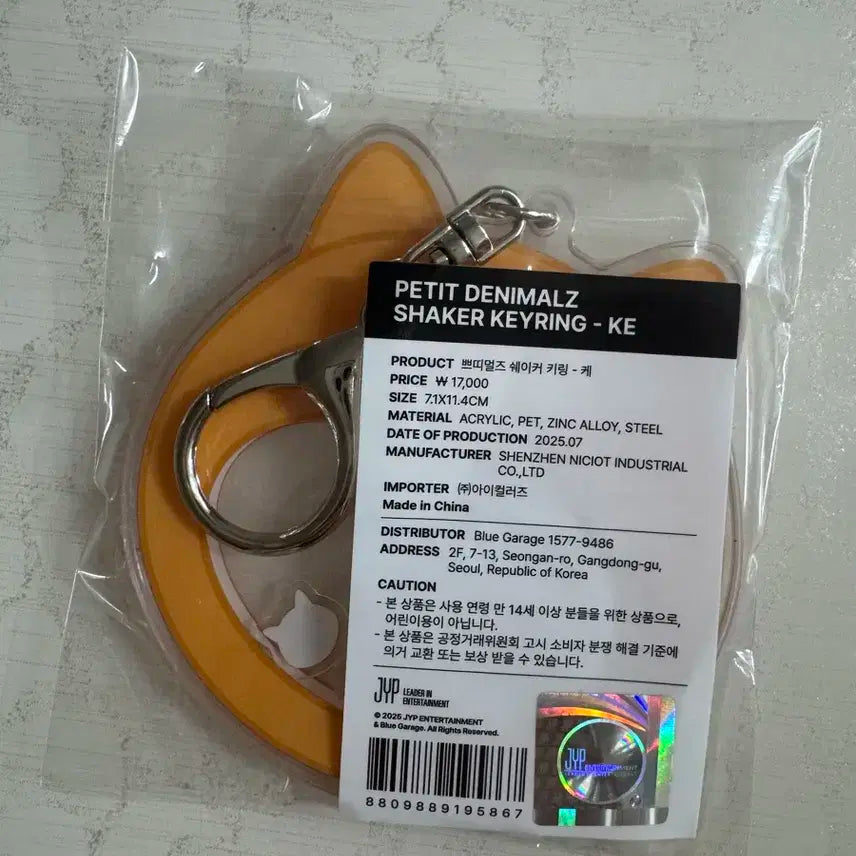 PETIT DENIMALZ
SHAKER KEYRING - KE
PRODUCT 쁘띠멀즈 쉐이커 키링 - 케
PRICE ₩ 17,000
SIZE 7.1X11.4CM
MATERIAL ACRYLIC, PET, ZINC ALLOY, STEEL
DATE OF PRODUCTION 2025.07
MANUFACTURER SHENZHEN NICIOT INDUSTRIAL
CO.,LTD
IMPORTER ㈜아이컬러즈
Made in China
DISTRIBUTOR Blue Garage 1577-9486
ADDRESS 2F, 7-13, Seongan-ro, Gangdong-gu,
Seoul, Republic of Korea
CAUTION
- 본 상품은 사용 연령 만 14세 이상 분들을 위한 상품으로,
어린이용이 아닙니다.
- 본 상품은 공정거래위원회 고시 소비자 분쟁 해결 기준에
의거 교환 또는 보상 받을 수 있습니다.
JYP LEADER IN
ENTERTAINMENT
© 2025 JYP ENTERTAINMENT
& Blue Garage. All Rights Reserved.
8809889195867
JYP